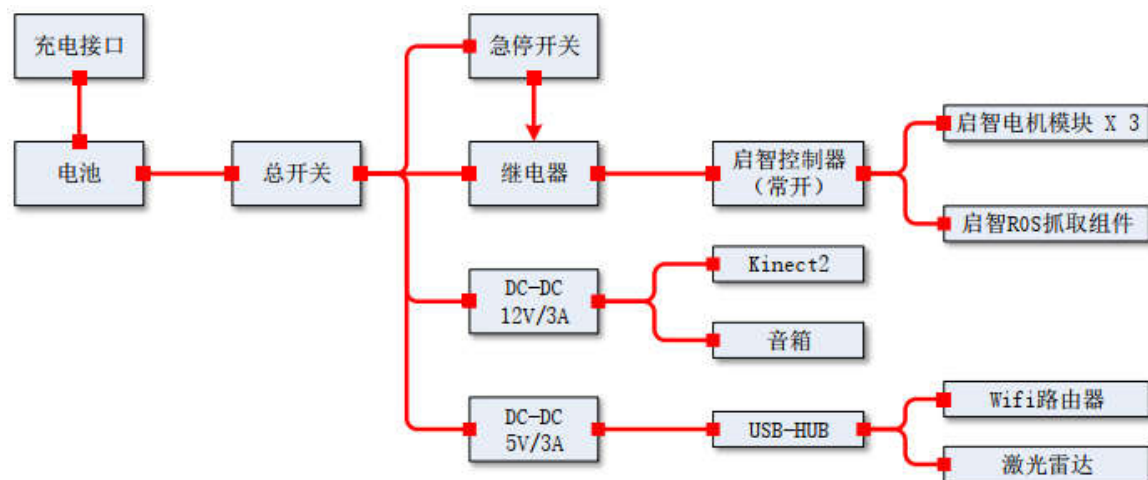 充电接口
急停开关
启智电机模块 X 3
电池
总开关
继电器
启智控制器
（常开）
启智ROS抓取组件
Kinect2
DC-DC
12V/3A
音箱
Wifi路由器
DC-DC
5V/3A
USB-HUB
激光雷达